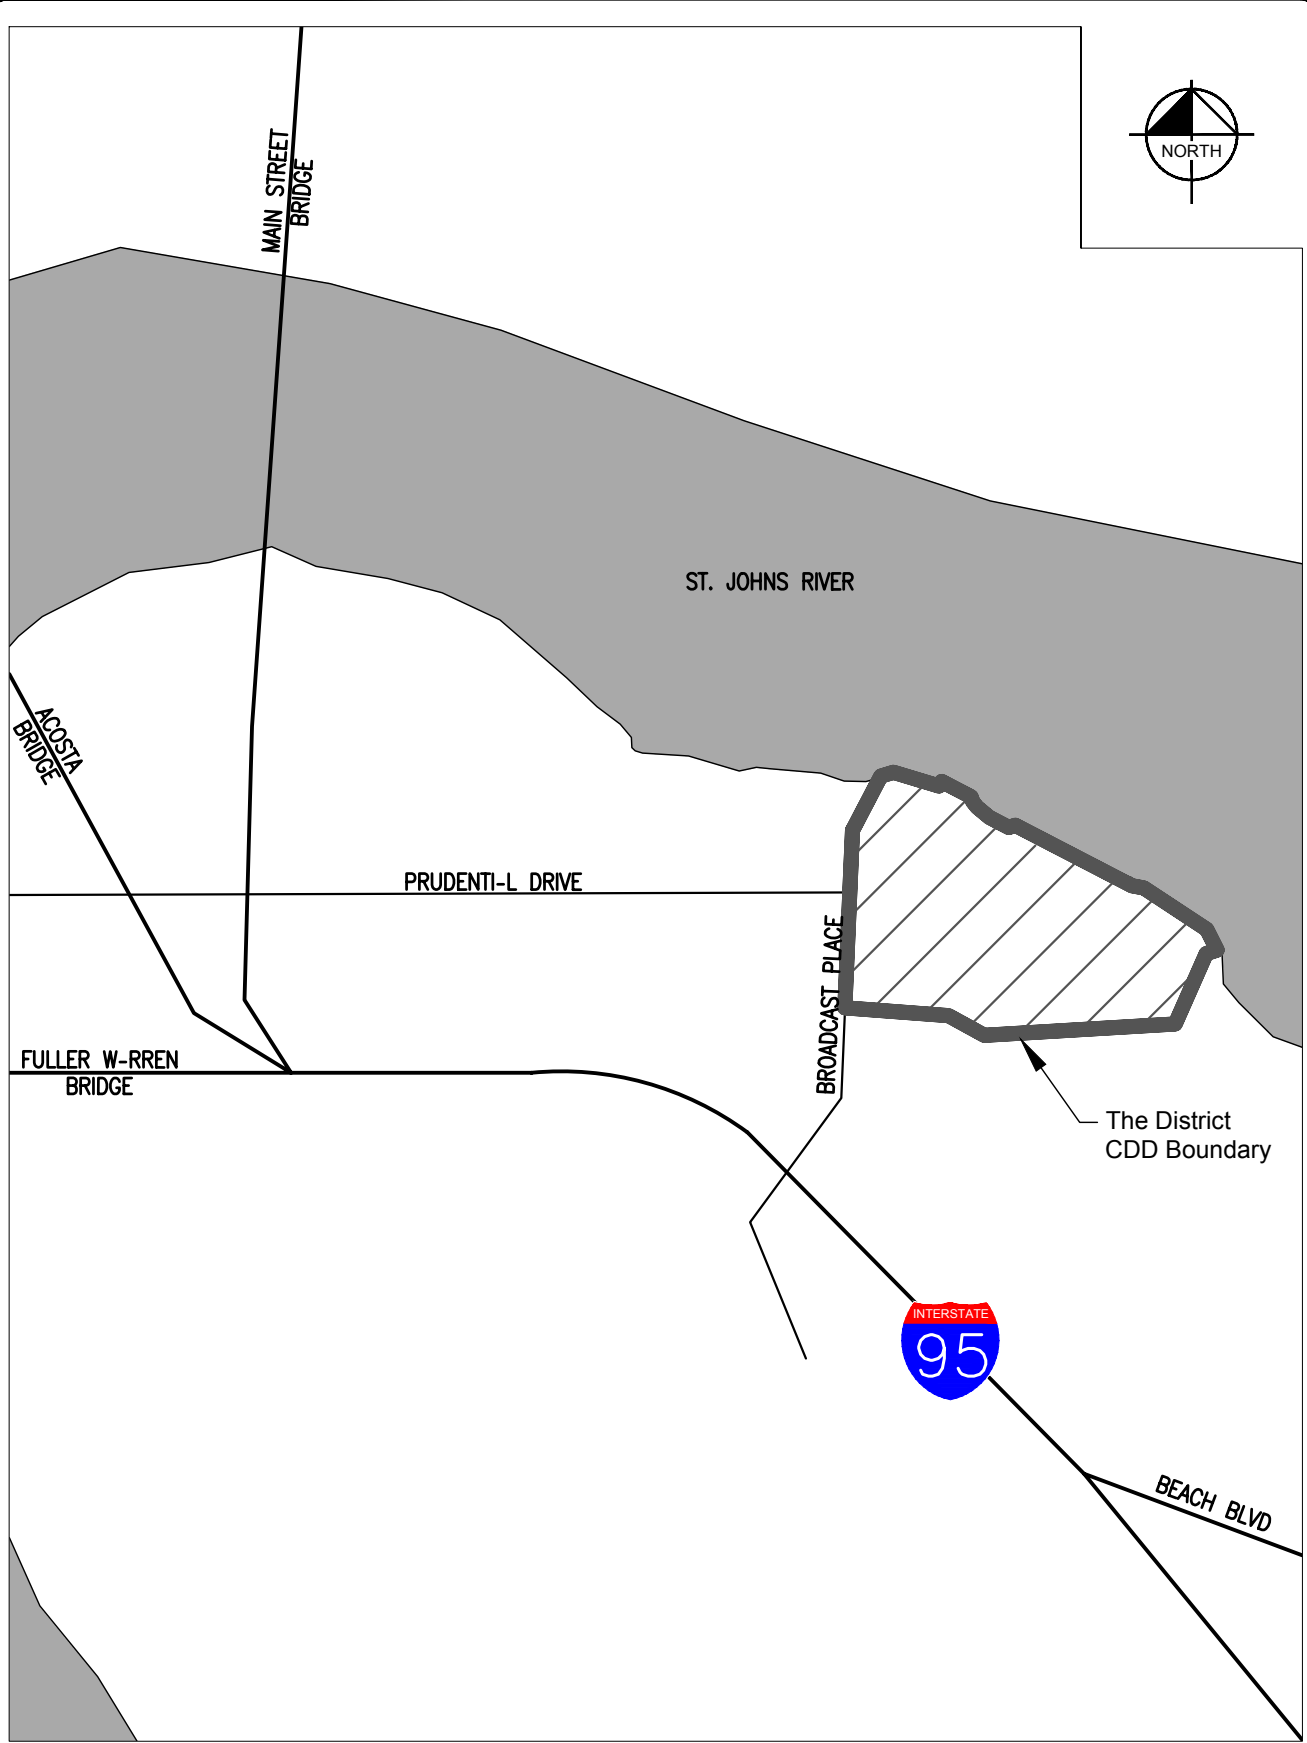 NORTH
MAIN STREET
BRIDGE
ST. JOHNS RIVER
ACOSTA
BRIDGE
PRUDENTI-L DRIVE
BROADCAST PLACE
FULLER W-RREN
BRIDGE
The District
CDD Boundary
INTERSTATE
95
BEACH BLVD